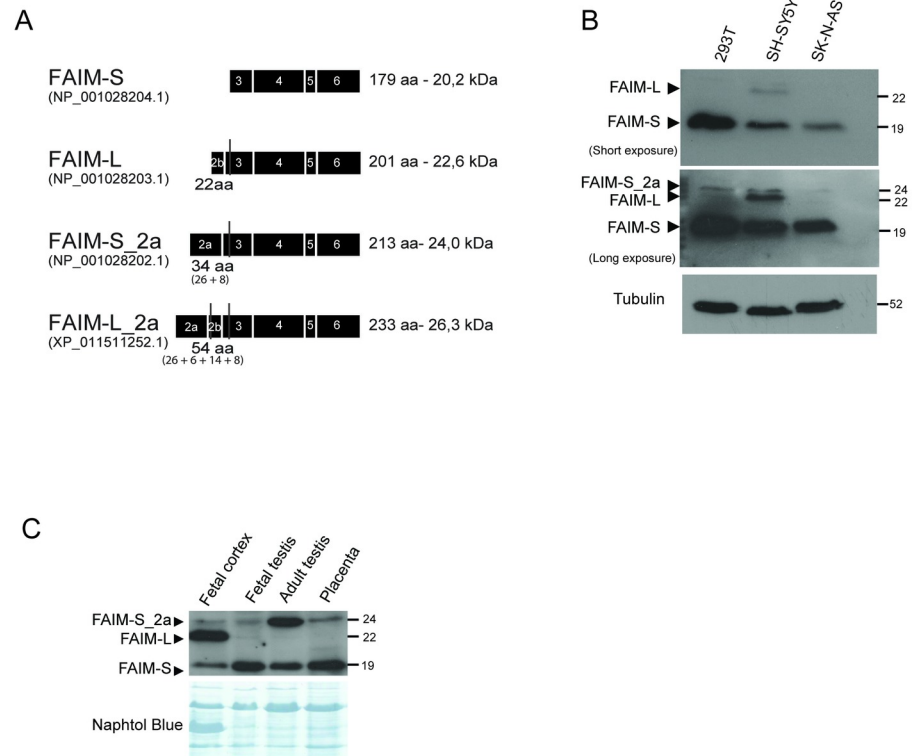 A
FAIM-S
(NP_001028204.1)
3 4 5 6
179 aa - 20,2 kDa
FAIM-L
(NP_001028203.1)
2b 3 4 5 6
22aa
201 aa - 22,6 kDa
FAIM-S_2a
(NP_001028202.1)
2a 3 4 5 6
34 aa
(26 + 8)
213 aa- 24,0 kDa
FAIM-L_2a
(XP_011511252.1)
2a 2b 3 4 5 6
54 aa
(26 + 6 + 14 + 8)
233 aa- 26,3 kDa
B
293T
SH-SY5Y
SK-N-AS
FAIM-L
22
FAIM-S
19
(Short exposure)
FAIM-S_2a
24
FAIM-L
22
FAIM-S
19
(Long exposure)
Tubulin
52
C
Fetal cortex
Fetal testis
Adult testis
Placenta
FAIM-S_2a
24
FAIM-L
22
FAIM-S
19
Naphtol Blue